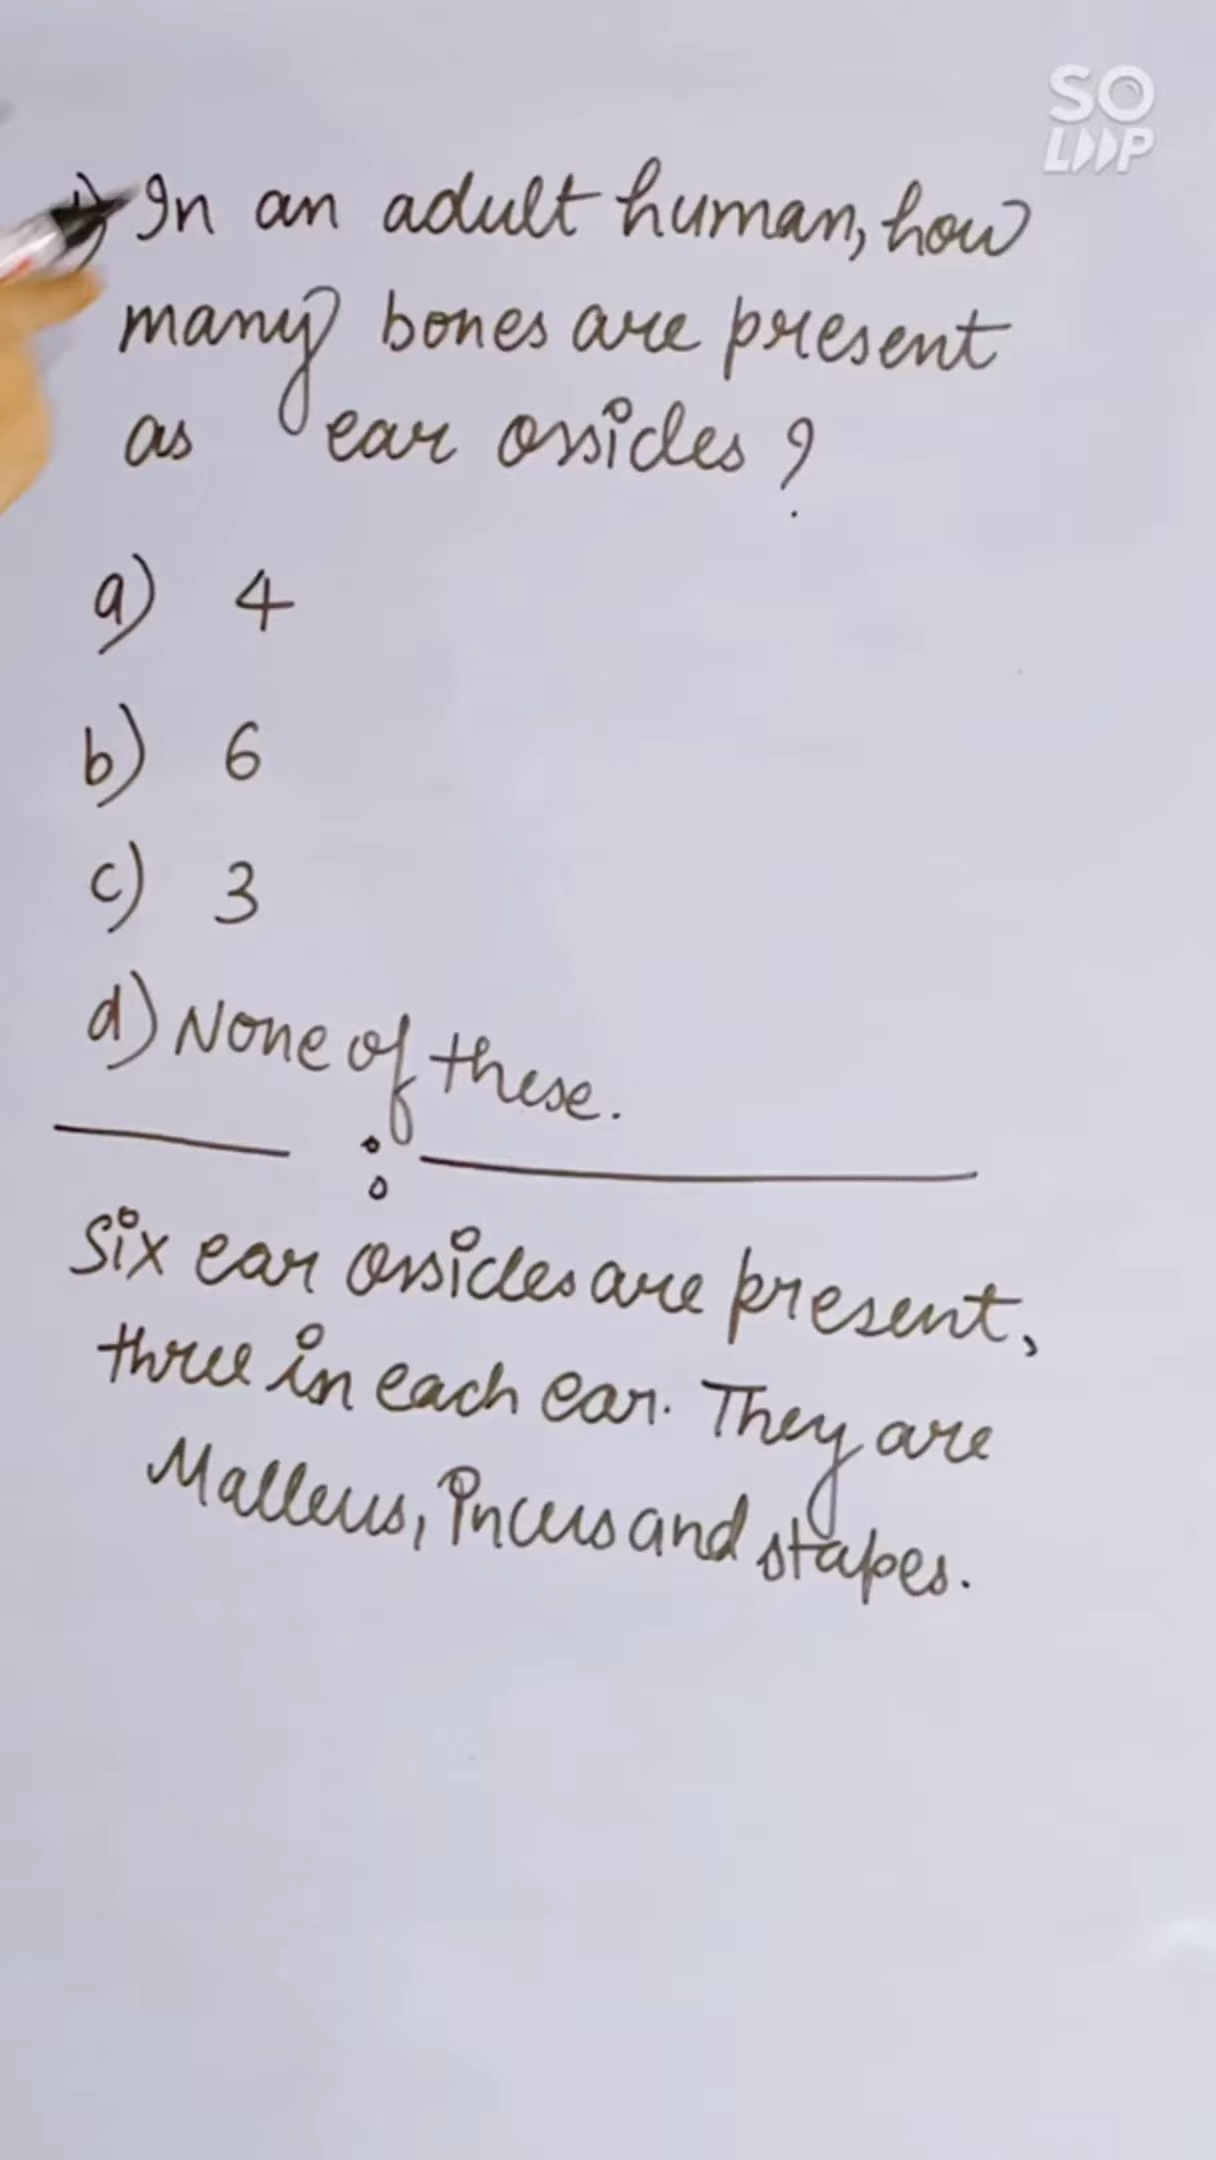 SO
LOOP
1) In an adult human, how
many bones are present
as ear ossicles ?
a) 4
b) 6
c) 3
d) None of these.
Six ear ossicles are present,
three in each ear. They are
Malleus, incus and stapes.